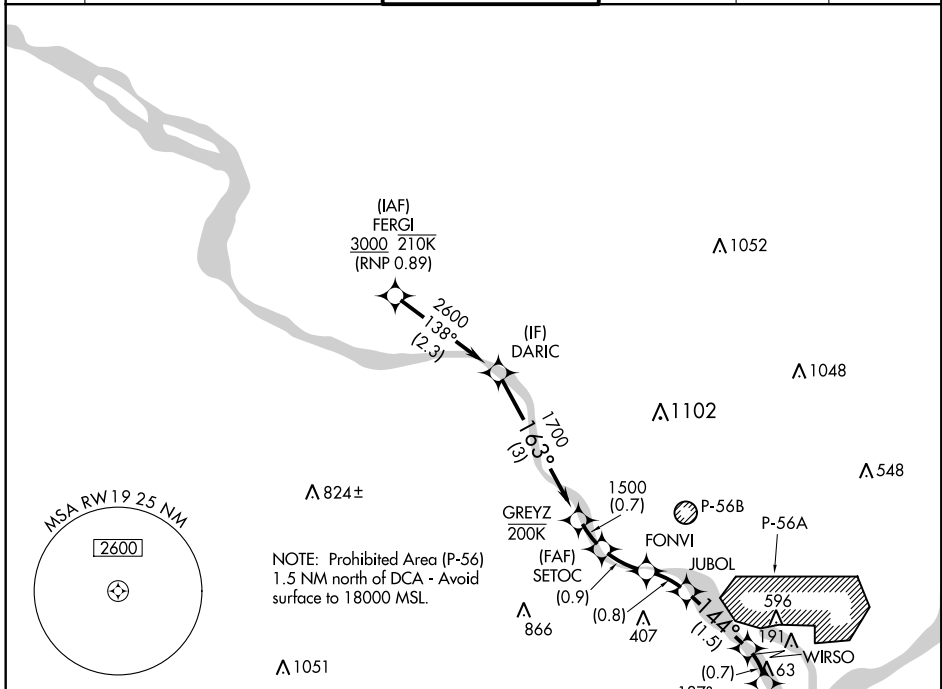 (IAF)
FERGI
3000 210K
(RNP 0.89)
1052
2600
138°
(2.3)
(IF)
DARIC
1048
1102
1700
163°
(3)
548
824±
MSA RW19 25 NM
2600
1500
(0.7)
P-56B
GREYZ
200K
P-56A
NOTE: Prohibited Area (P-56)
1.5 NM north of DCA - Avoid
surface to 18000 MSL.
(FAF)
SETOC
FONVI
JUBOL
(0.9)
(0.8)
866
407
144°
(1.5)
596
191
WIRSO
1051
(0.7)
63